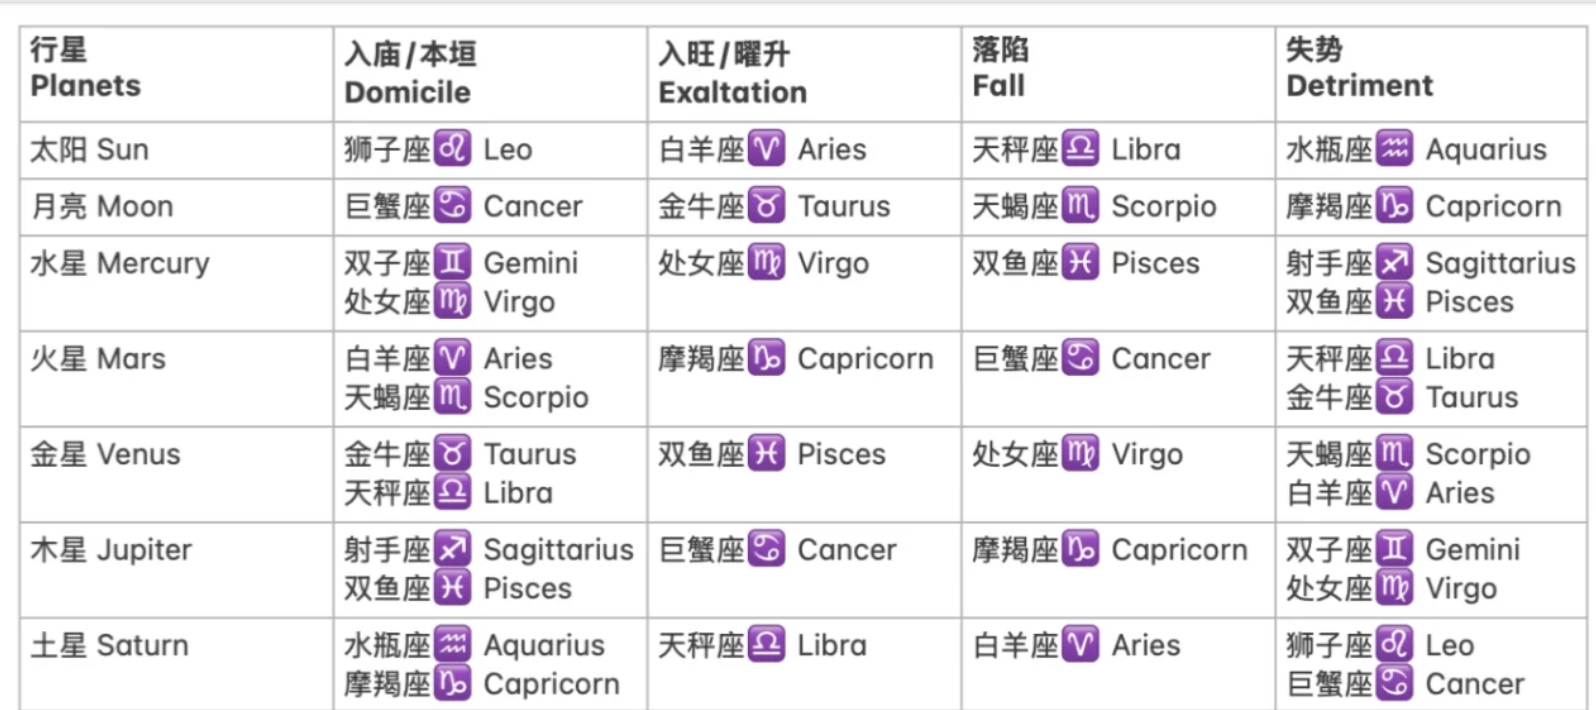 行星 入庙/本垣 入旺/曜升 落陷 失势
Planets Domicile Exaltation Fall Detriment
太阳 Sun 狮子座♌ Leo 白羊座♈ Aries 天秤座♎ Libra 水瓶座♒ Aquarius
月亮 Moon 巨蟹座♋ Cancer 金牛座♉ Taurus 天蝎座♏ Scorpio 摩羯座♑ Capricorn
水星 Mercury 双子座♊ Gemini 处女座♍ Virgo 双鱼座♓ Pisces 射手座♐ Sagittarius
处女座♍ Virgo 双鱼座♓ Pisces
火星 Mars 白羊座♈ Aries 摩羯座♑ Capricorn 巨蟹座♋ Cancer 天秤座♎ Libra
天蝎座♏ Scorpio 金牛座♉ Taurus
金星 Venus 金牛座♉ Taurus 双鱼座♓ Pisces 处女座♍ Virgo 天蝎座♏ Scorpio
天秤座♎ Libra 白羊座♈ Aries
木星 Jupiter 射手座♐ Sagittarius 巨蟹座♋ Cancer 摩羯座♑ Capricorn 双子座♊ Gemini
双鱼座♓ Pisces 处女座♍ Virgo
土星 Saturn 水瓶座♒ Aquarius 天秤座♎ Libra 白羊座♈ Aries 狮子座♌ Leo
摩羯座♑ Capricorn 巨蟹座♋ Cancer